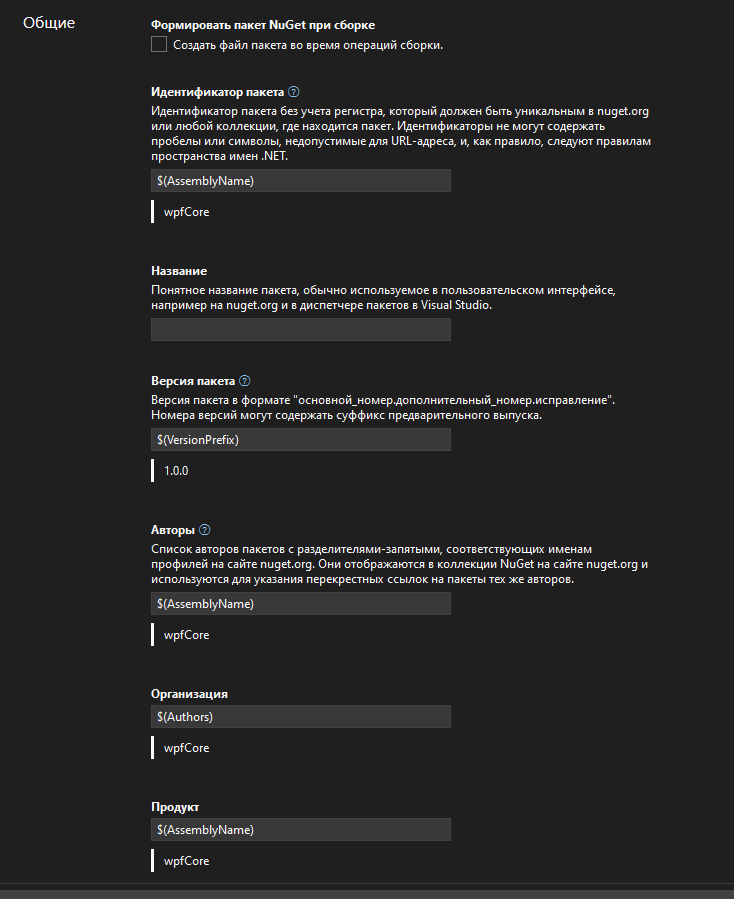 Общие
Формировать пакет NuGet при сборке
Создать файл пакета во время операций сборки.
Идентификатор пакета ?
Идентификатор пакета без учета регистра, который должен быть уникальным в nuget.org
или любой коллекции, где находится пакет. Идентификаторы не могут содержать
пробелы или символы, недопустимые для URL-адреса, и, как правило, следуют правилам
пространства имен .NET.
$(AssemblyName)
wpfCore
Название
Понятное название пакета, обычно используемое в пользовательском интерфейсе,
например на nuget.org и в диспетчере пакетов в Visual Studio.
Версия пакета ?
Версия пакета в формате "основной_номер.дополнительный_номер.исправление".
Номера версий могут содержать суффикс предварительного выпуска.
$(VersionPrefix)
1.0.0
Авторы ?
Список авторов пакетов с разделителями-запятыми, соответствующих именам
профилей на сайте nuget.org. Они отображаются в коллекции NuGet на сайте nuget.org и
используются для указания перекрестных ссылок на пакеты тех же авторов.
$(AssemblyName)
wpfCore
Организация
$(Authors)
wpfCore
Продукт
$(AssemblyName)
wpfCore